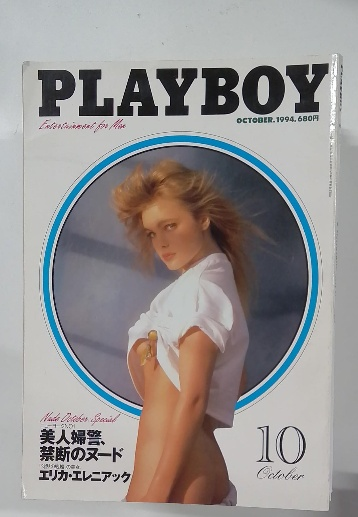 PLAYBOY
Entertainment for Men
OCTOBER.1994.680円
Nude October Special
美人婦警、
禁断のヌード
エリカ・エレニアック
10
October